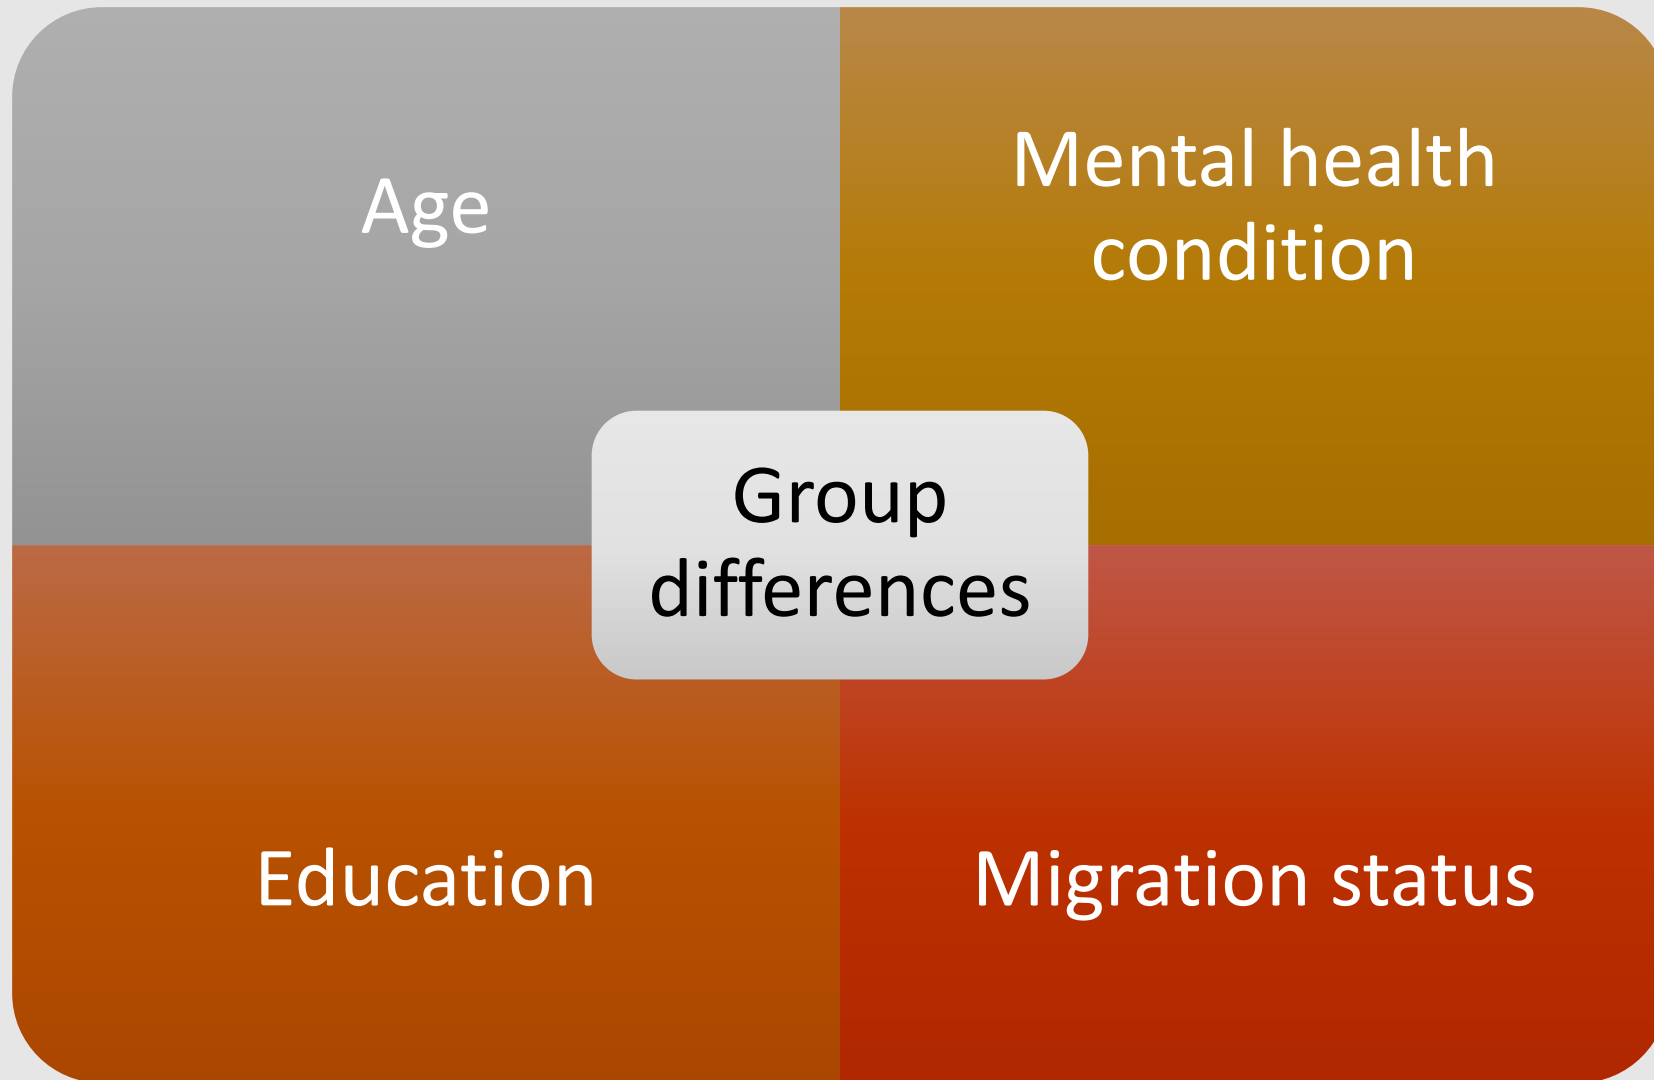 Age
Mental health
condition
Group
differences
Education
Migration status